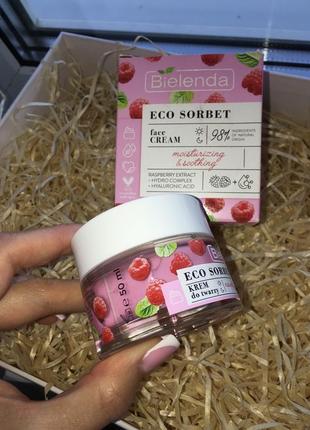 Bielenda
ECO SORBET
face
CREAM
98%
INGREDIENTS
OF NATURAL
ORIGIN
moisturizing
& soothing
RASPBERRY EXTRACT
+ HYDRO COMPLEX
+ HYALURONIC ACID
e 50 ml
ECO SORB
KREM
do twarzy